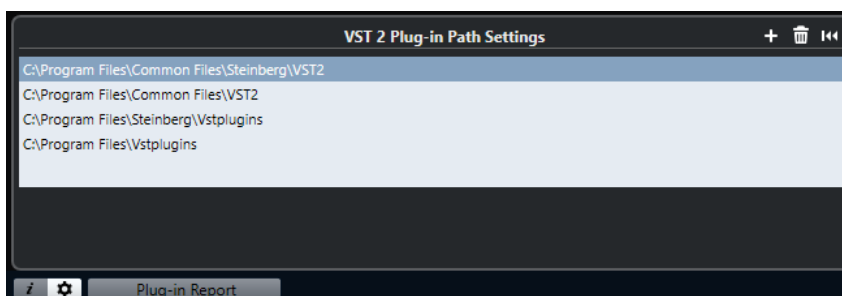 VST 2 Plug-in Path Settings
C:\Program Files\Common Files\Steinberg\VST2
C:\Program Files\Common Files\VST2
C:\Program Files\Steinberg\Vstplugins
C:\Program Files\Vstplugins
i Plug-in Report